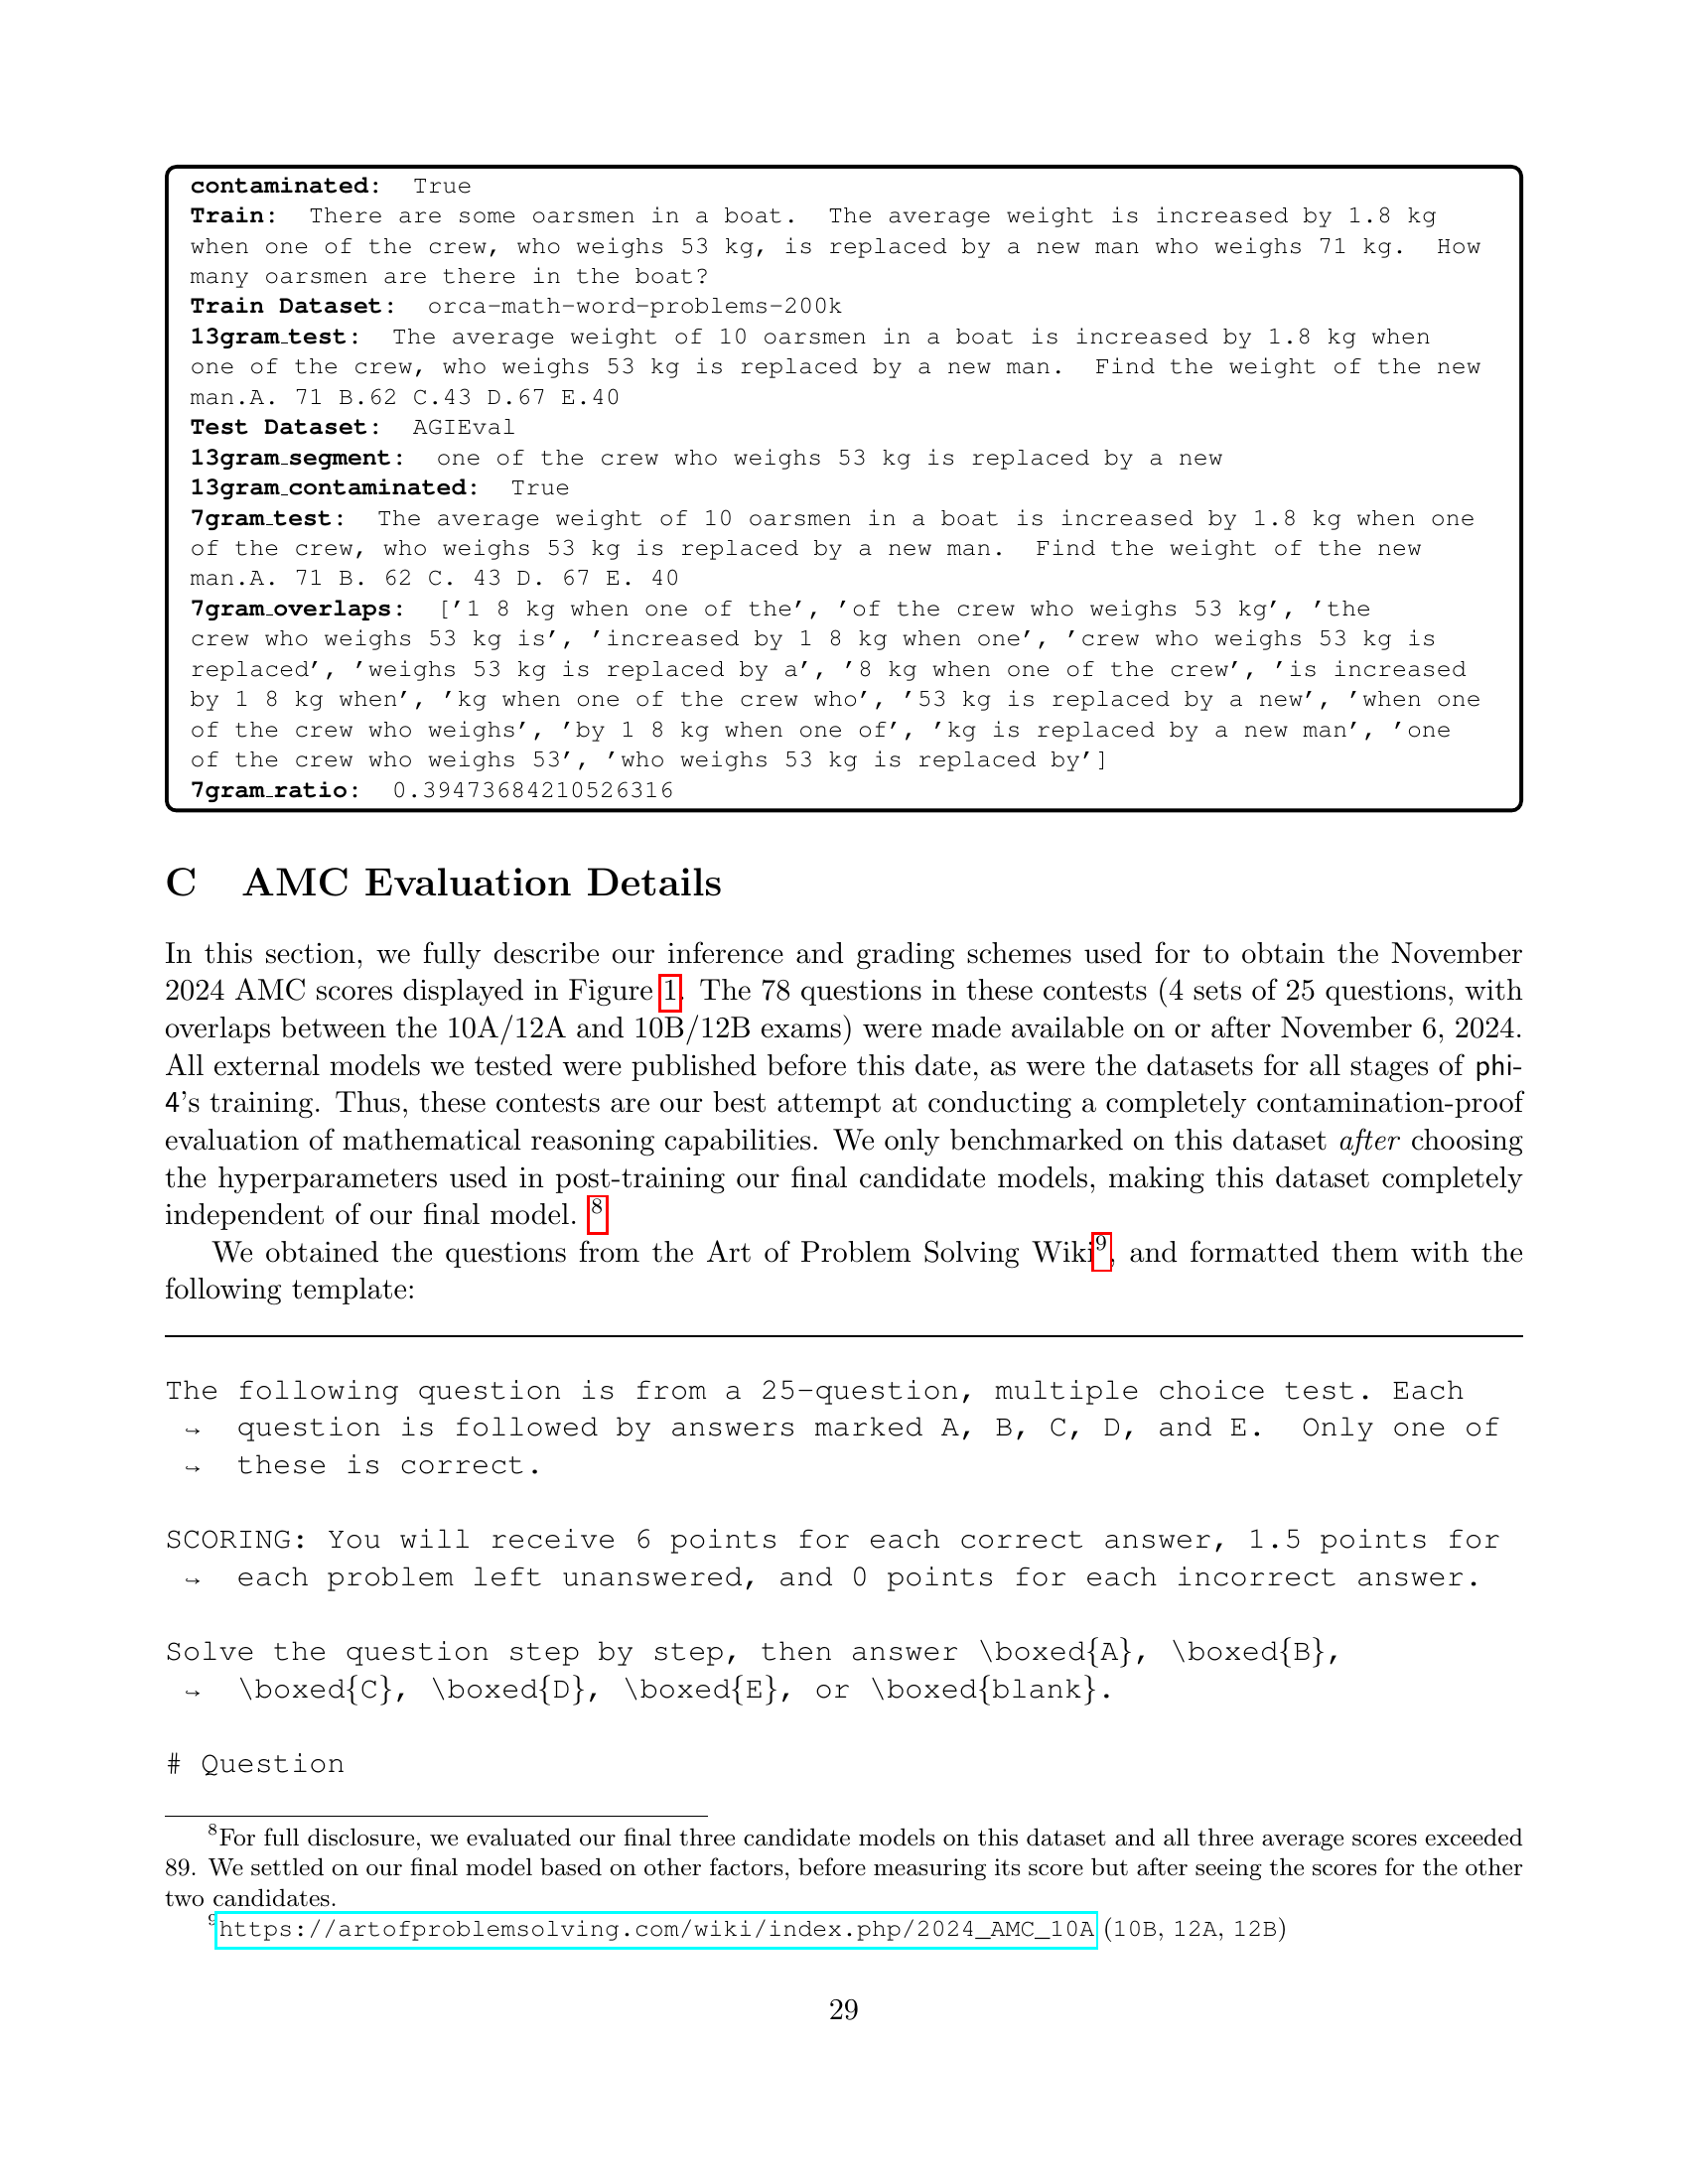 contaminated: True
Train: There are some oarsmen in a boat. The average weight is increased by 1.8 kg
when one of the crew, who weighs 53 kg, is replaced by a new man who weighs 71 kg. How
many oarsmen are there in the boat?
Train Dataset: orca-math-word-problems-200k
13gram_test: The average weight of 10 oarsmen in a boat is increased by 1.8 kg when
one of the crew, who weighs 53 kg is replaced by a new man. Find the weight of the new
man.A. 71 B.62 C.43 D.67 E.40
Test Dataset: AGIEval
13gram_segment: one of the crew who weighs 53 kg is replaced by a new
13gram_contaminated: True
7gram_test: The average weight of 10 oarsmen in a boat is increased by 1.8 kg when one
of the crew, who weighs 53 kg is replaced by a new man. Find the weight of the new
man.A. 71 B. 62 C. 43 D. 67 E. 40
7gram_overlaps: ['1 8 kg when one of the', 'of the crew who weighs 53 kg', 'the
crew who weighs 53 kg is', 'increased by 1 8 kg when one', 'crew who weighs 53 kg is
replaced', 'weighs 53 kg is replaced by a', '8 kg when one of the crew', 'is increased
by 1 8 kg when', 'kg when one of the crew who', '53 kg is replaced by a new', 'when one
of the crew who weighs', 'by 1 8 kg when one of', 'kg is replaced by a new man', 'one
of the crew who weighs 53', 'who weighs 53 kg is replaced by']
7gram_ratio: 0.39473684210526316
C AMC Evaluation Details
In this section, we fully describe our inference and grading schemes used for to obtain the November
2024 AMC scores displayed in Figure 1. The 78 questions in these contests (4 sets of 25 questions, with
overlaps between the 10A/12A and 10B/12B exams) were made available on or after November 6, 2024.
All external models we tested were published before this date, as were the datasets for all stages of phi-
4's training. Thus, these contests are our best attempt at conducting a completely contamination-proof
evaluation of mathematical reasoning capabilities. We only benchmarked on this dataset after choosing
the hyperparameters used in post-training our final candidate models, making this dataset completely
independent of our final model. 8
We obtained the questions from the Art of Problem Solving Wiki9, and formatted them with the
following template:
The following question is from a 25-question, multiple choice test. Each
↪ question is followed by answers marked A, B, C, D, and E. Only one of
↪ these is correct.
SCORING: You will receive 6 points for each correct answer, 1.5 points for
↪ each problem left unanswered, and 0 points for each incorrect answer.
Solve the question step by step, then answer \boxed{A}, \boxed{B},
↪ \boxed{C}, \boxed{D}, \boxed{E}, or \boxed{blank}.
# Question
8For full disclosure, we evaluated our final three candidate models on this dataset and all three average scores exceeded
89. We settled on our final model based on other factors, before measuring its score but after seeing the scores for the other
two candidates.
9https://artofproblemsolving.com/wiki/index.php/2024_AMC_10A (10B, 12A, 12B)
29